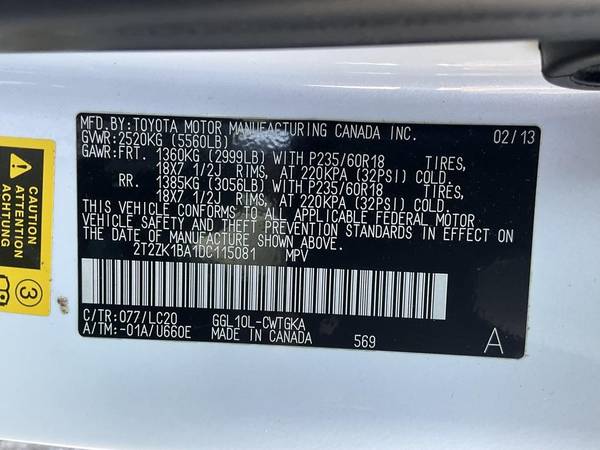 MFD. BY:TOYOTA MOTOR MANUFACTURING CANADA INC. 02/13
GVWR: 2520KG (5560LB)
GAWR: FRT. 1360KG (2999LB) WITH P235/60R18 TIRES,
18X7 1/2J RIMS, AT 220KPA (32PSI) COLD.
RR. 1385KG (3056LB) WITH P235/60R18 TIRES,
18X7 1/2J RIMS, AT 220KPA (32PSI) COLD.
THIS VEHICLE CONFORMS TO ALL APPLICABLE FEDERAL MOTOR
VEHICLE SAFETY AND THEFT PREVENTION STANDARDS IN EFFECT ON
THE DATE OF MANUFACTURE SHOWN ABOVE.
2T2ZK1BA1DC115081 MPV
C/TR:077/LC20 GGL10L-CWTGKA
A/TM:-01A/U660E MADE IN CANADA 569 A
CAUTION
ATTENTION
3